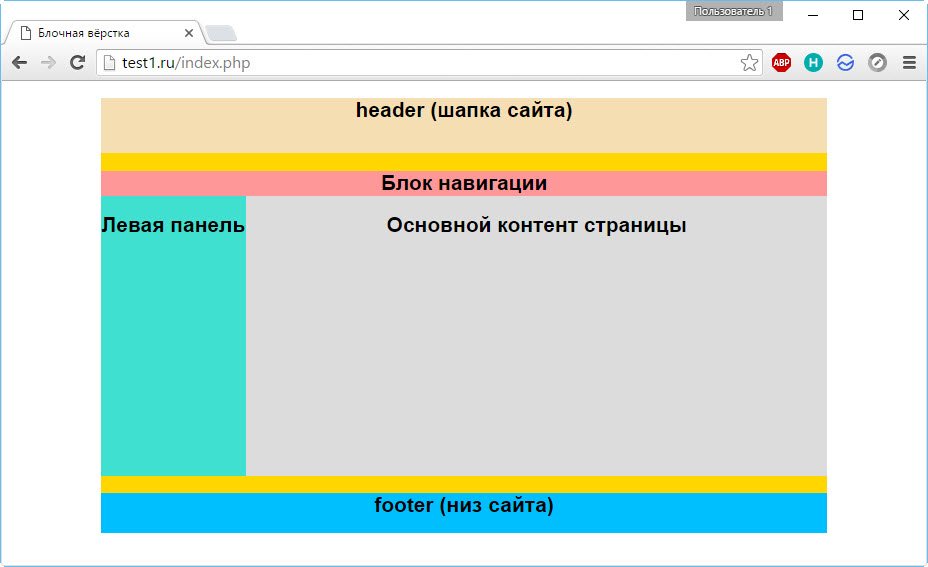 Пользователь 1
Блочная вёрстка
test1.ru/index.php
ABP
H
header (шапка сайта)
Блок навигации
Левая панель
Основной контент страницы
footer (низ сайта)